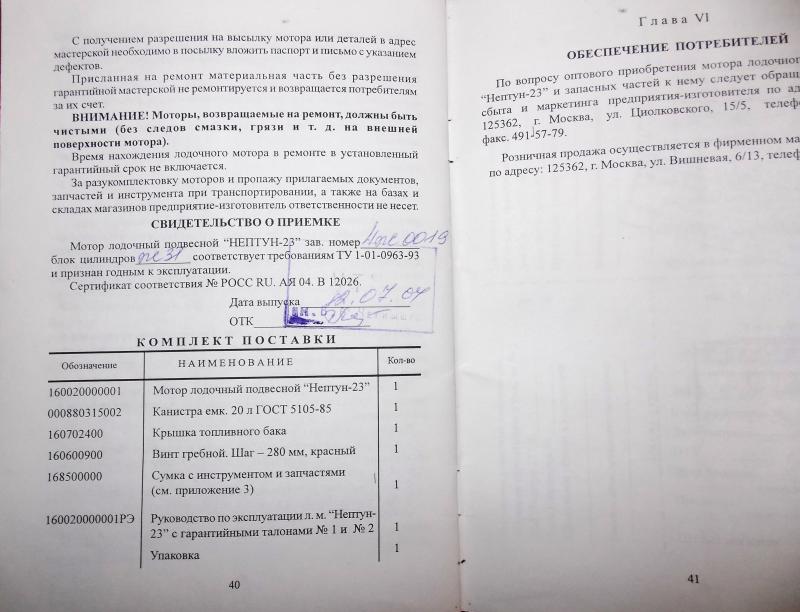 С получением разрешения на высылку мотора или деталей в адрес
мастерской необходимо в посылку вложить паспорт и письмо с указанием
дефектов.
Присланная на ремонт материальная часть без разрешения
гарантийной мастерской не ремонтируется и возвращается потребителям
за их счет.
ВНИМАНИЕ! Моторы, возвращаемые на ремонт, должны быть
чистыми (без следов смазки, грязи и т. д. на внешней
поверхности мотора).
Время нахождения лодочного мотора в ремонте в установленный
гарантийный срок не включается.
За разукомплектовку моторов и пропажу прилагаемых документов,
запчастей и инструмента при транспортировании, а также на базах и
складах магазинов предприятие-изготовитель ответственности не несет.
СВИДЕТЕЛЬСТВО О ПРИЕМКЕ
Мотор лодочный подвесной “НЕПТУН-23” зав. номер 0019
блок цилиндров 31 соответствует требованиям ТУ 1-01-0963-93
и признан годным к эксплуатации.
Сертификат соответствия № РОСС RU. АЯ 04. В 12026.
Дата выпуска 12.07.04
ОТК
КОМПЛЕКТ ПОСТАВКИ
Обозначение НАИМЕНОВАНИЕ Кол-во
160020000001 Мотор лодочный подвесной “Нептун-23” 1
000880315002 Канистра емк. 20 л ГОСТ 5105-85 1
160702400 Крышка топливного бака 1
160600900 Винт гребной. Шаг – 280 мм, красный 1
168500000 Сумка с инструментом и запчастями
(см. приложение 3) 1
160020000001РЭ Руководство по эксплуатации л. м. “Нептун-
23” с гарантийными талонами № 1 и № 2 1
Упаковка 1
40
Глава VI
ОБЕСПЕЧЕНИЕ ПОТРЕБИТЕЛЕЙ
По вопросу оптового приобретения мотора лодочног
“Нептун-23” и запасных частей к нему следует обращ
сбыта и маркетинга предприятия-изготовителя по ад
125362, г. Москва, ул. Циолковского, 15/5, телеф
факс. 491-57-79.
Розничная продажа осуществляется в фирменном ма
по адресу: 125362, г. Москва, ул. Вишневая, 6/13, телеф
41